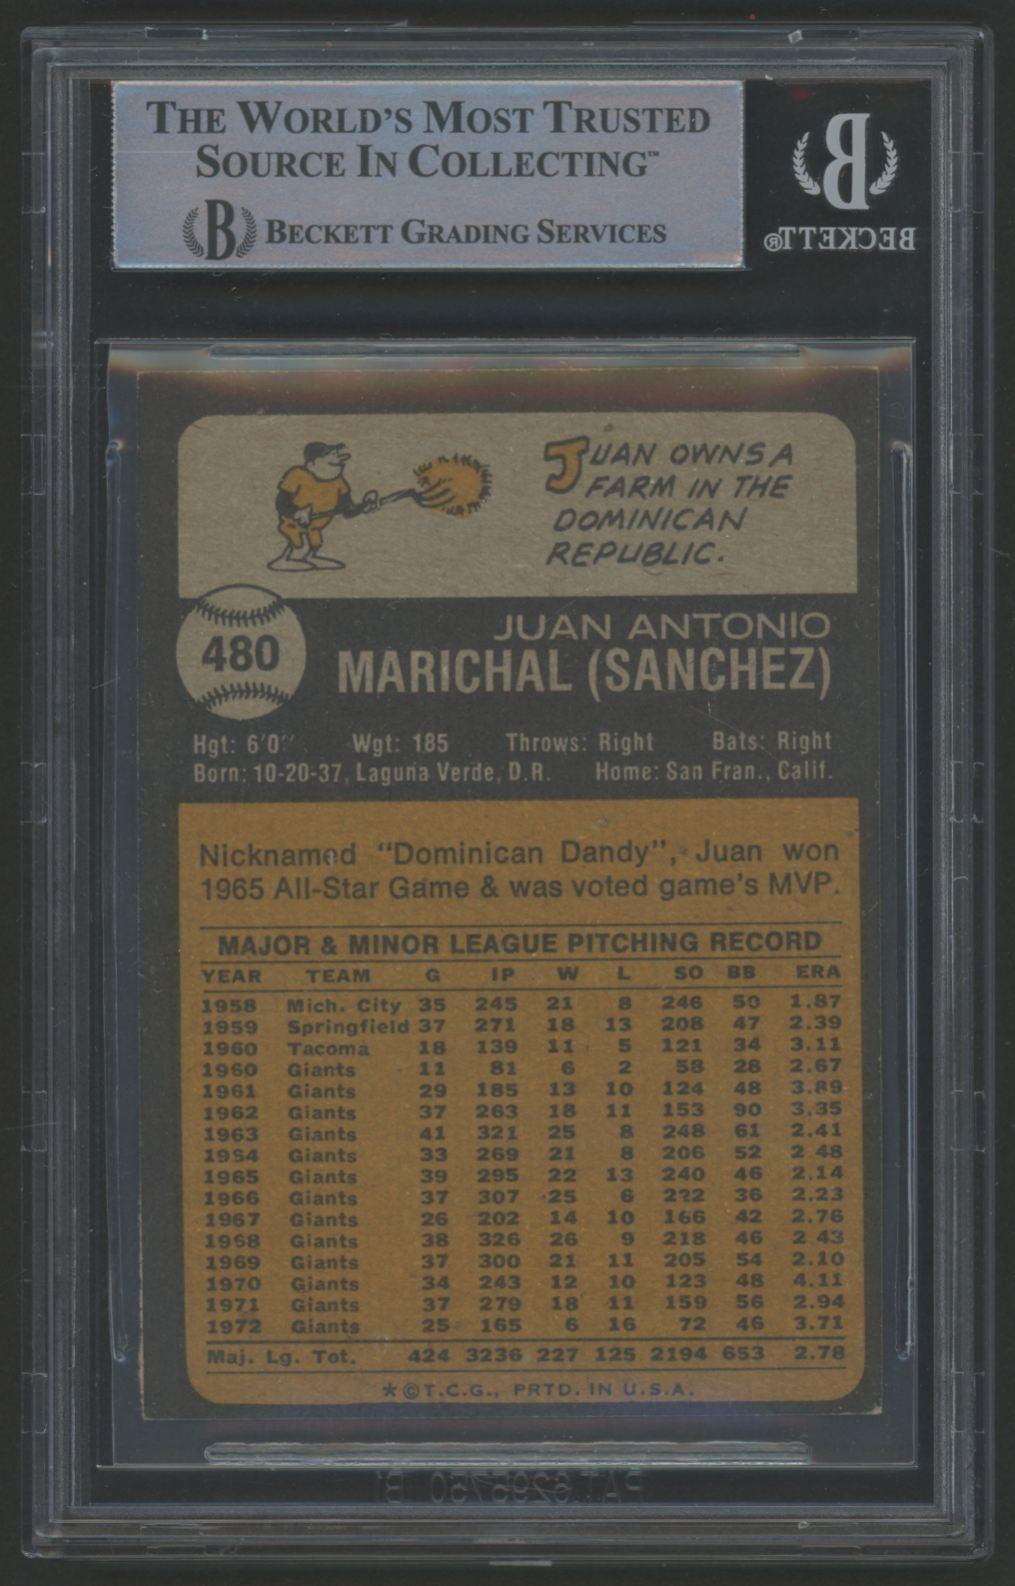 THE WORLD'S MOST TRUSTED
SOURCE IN COLLECTING™
B BECKETT GRADING SERVICES
B
BECKETT®
JUAN OWNS A
FARM IN THE
DOMINICAN
REPUBLIC.
480
JUAN ANTONIO
MARICHAL (SANCHEZ)
Hgt: 6'0" Wgt: 185 Throws: Right Bats: Right
Born: 10-20-37, Laguna Verde, D.R. Home: San Fran., Calif.
Nicknamed "Dominican Dandy", Juan won
1965 All-Star Game & was voted game's MVP.
MAJOR & MINOR LEAGUE PITCHING RECORD
YEAR TEAM G IP W L SO BB ERA
1958 Mich. City 35 245 21 8 246 50 1.87
1959 Springfield 37 271 18 13 208 47 2.39
1960 Tacoma 18 139 11 5 121 34 3.11
1960 Giants 11 81 6 2 58 28 2.67
1961 Giants 29 185 13 10 124 48 3.89
1962 Giants 37 263 18 11 153 90 3.35
1963 Giants 41 321 25 8 248 61 2.41
1964 Giants 33 269 21 8 206 52 2.48
1965 Giants 39 295 22 13 240 46 2.14
1966 Giants 37 307 25 6 222 36 2.23
1967 Giants 26 202 14 10 166 42 2.76
1968 Giants 38 326 26 9 218 46 2.43
1969 Giants 37 300 21 11 205 54 2.10
1970 Giants 34 243 12 10 123 48 4.11
1971 Giants 37 279 18 11 159 56 2.94
1972 Giants 25 165 6 16 72 46 3.71
Maj. Lg. Tot. 424 3236 227 125 2194 653 2.78
*©T.C.G., PRTD. IN U.S.A.
PAT 6295750 B1